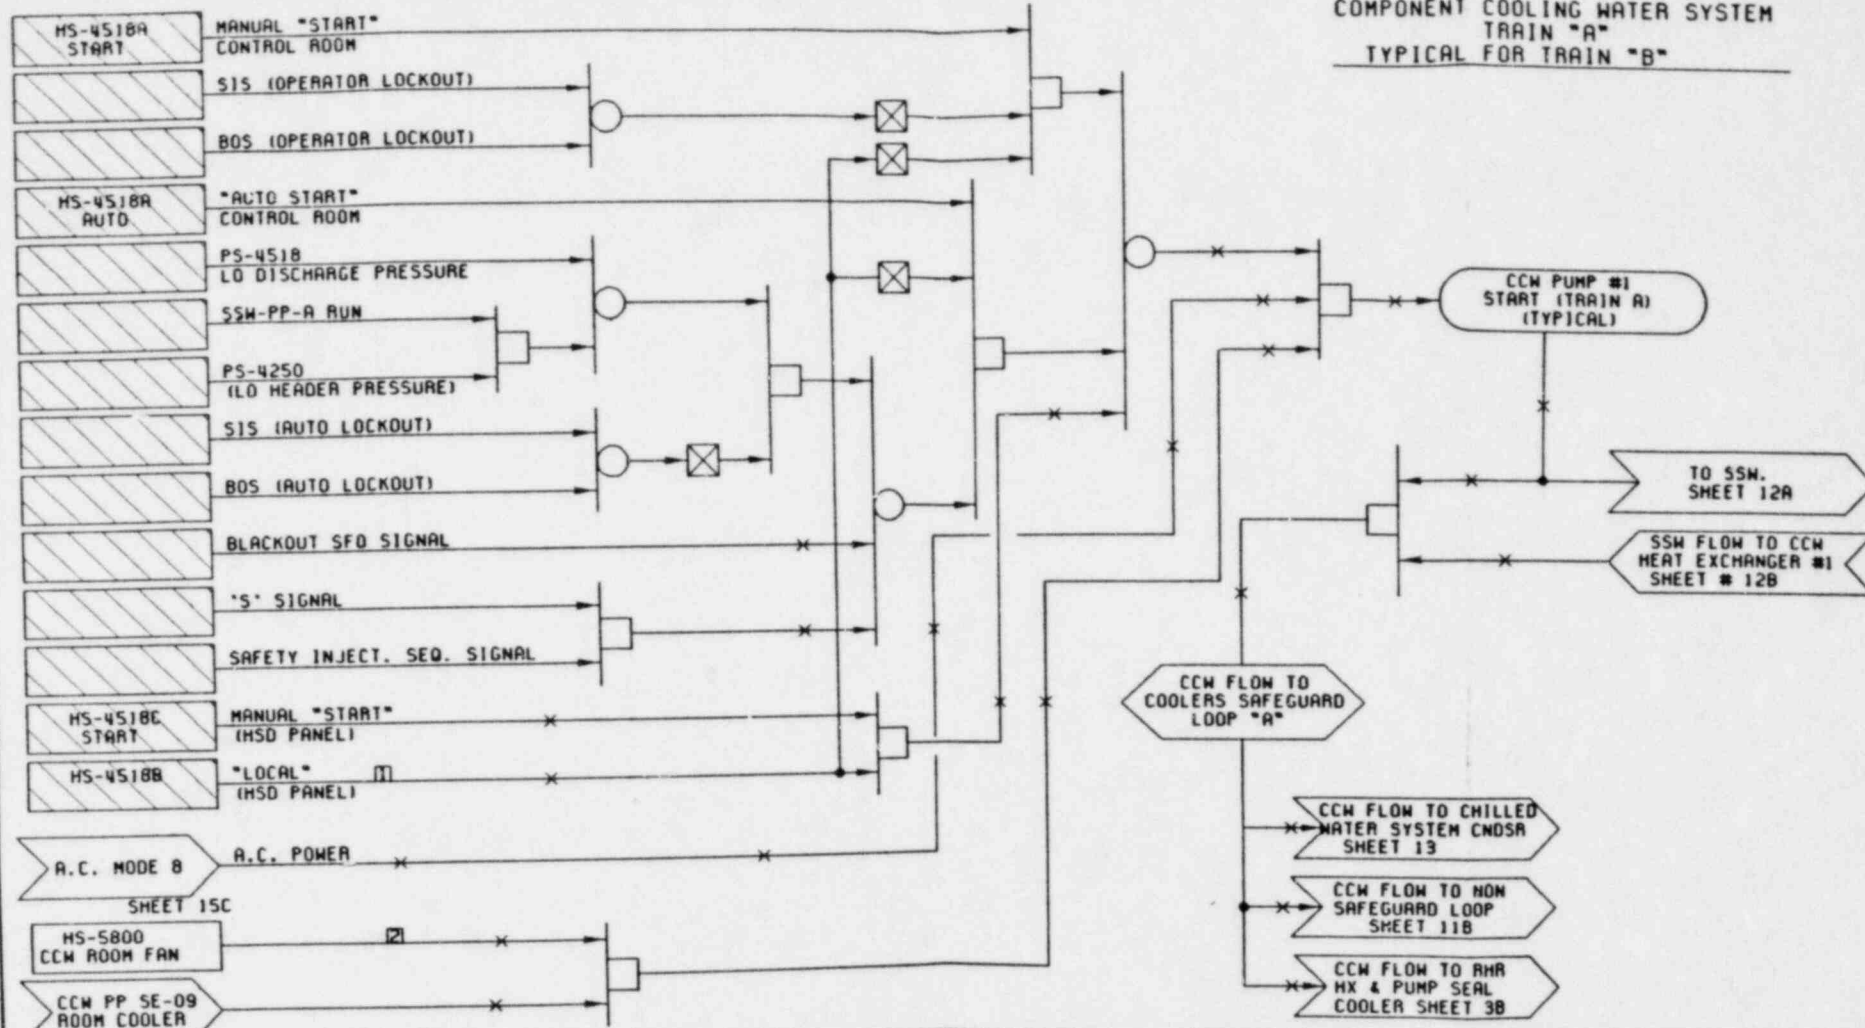 COMPONENT COOLING WATER SYSTEM
TRAIN "A"
TYPICAL FOR TRAIN "B"
HS-4518A
START
MANUAL "START"
CONTROL ROOM
SIS (OPERATOR LOCKOUT)
BOS (OPERATOR LOCKOUT)
HS-4518A
AUTO
"AUTO START"
CONTROL ROOM
PS-4518
LO DISCHARGE PRESSURE
SSW-PP-A RUN
PS-4250
(LO HEADER PRESSURE)
SIS (AUTO LOCKOUT)
BOS (AUTO LOCKOUT)
BLACKOUT SFO SIGNAL
'S' SIGNAL
SAFETY INJECT. SEQ. SIGNAL
HS-4518C
START
MANUAL "START"
(HSD PANEL)
HS-4518B
"LOCAL" 1
(HSD PANEL)
A.C. MODE 8
A.C. POWER
SHEET 15C
HS-5800
CCW ROOM FAN
2
CCW PP SE-09
ROOM COOLER
CCW PUMP #1
START (TRAIN A)
(TYPICAL)
TO SSW.
SHEET 12A
SSW FLOW TO CCW
HEAT EXCHANGER #1
SHEET # 12B
CCW FLOW TO
COOLERS SAFEGUARD
LOOP "A"
CCW FLOW TO CHILLED
WATER SYSTEM CNDSR
SHEET 13
CCW FLOW TO NON
SAFEGUARD LOOP
SHEET 11B
CCW FLOW TO RHR
HX & PUMP SEAL
COOLER SHEET 3B